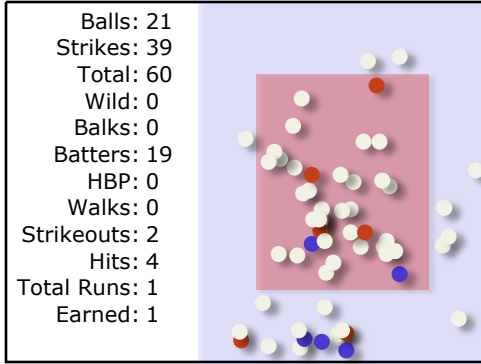 Balls: 21
Strikes: 39
Total: 60
Wild: 0
Balks: 0
Batters: 19
HBP: 0
Walks: 0
Strikeouts: 2
Hits: 4
Total Runs: 1
Earned: 1